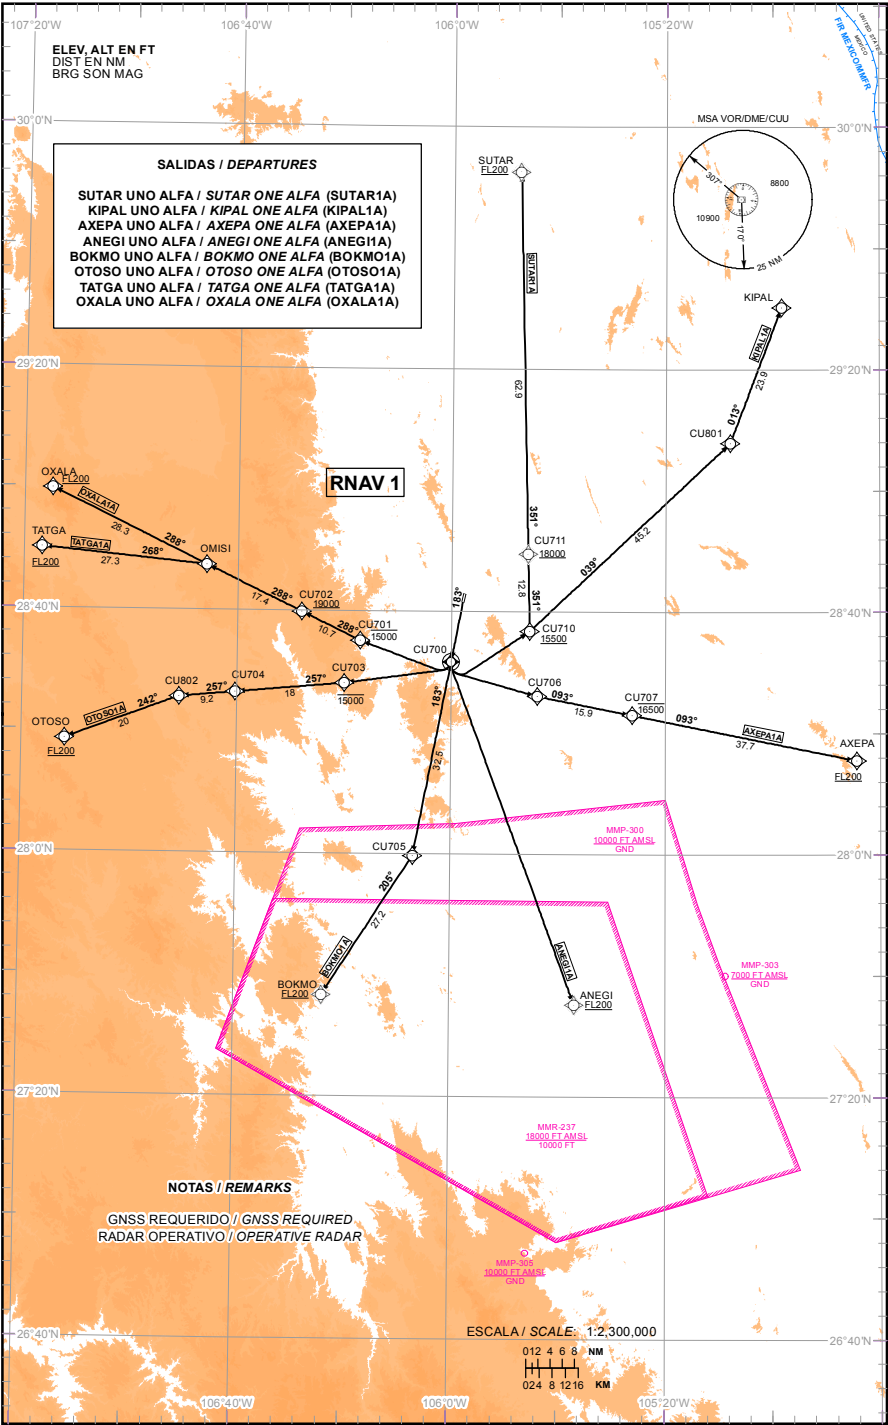 107°20'W
106°40'W
106°0'W
105°20'W
UNITED STATES
MEXICO
FIR MEXICO/MMFR
ELEV, ALT EN FT
DIST EN NM
BRG SON MAG
30°0'N
30°0'N
MSA VOR/DME/CUU
307°
8800
10900
170°
25 NM
SALIDAS / DEPARTURES
SUTAR UNO ALFA / SUTAR ONE ALFA (SUTAR1A)
KIPAL UNO ALFA / KIPAL ONE ALFA (KIPAL1A)
AXEPA UNO ALFA / AXEPA ONE ALFA (AXEPA1A)
ANEGI UNO ALFA / ANEGI ONE ALFA (ANEGI1A)
BOKMO UNO ALFA / BOKMO ONE ALFA (BOKMO1A)
OTOSO UNO ALFA / OTOSO ONE ALFA (OTOSO1A)
TATGA UNO ALFA / TATGA ONE ALFA (TATGA1A)
OXALA UNO ALFA / OXALA ONE ALFA (OXALA1A)
SUTAR
FL200
SUTAR1A
62.9
KIPAL
KIPAL1A
23.9
013°
CU801
29°20'N
29°20'N
RNAV 1
OXALA
FL200
OXALA1A
28.3
288°
TATGA
FL200
TATGA1A
268°
27.3
OMISI
288°
17.4
CU702
19000
288°
10.7
CU701
15000
351°
CU711
18000
12.8
351°
039°
45.2
CU710
15500
183°
CU700
28°40'N
28°40'N
CU703
15000
257°
18
CU704
257°
9.2
CU802
242°
20
OTOSO1A
OTOSO
FL200
183°
32.5
CU706
093°
15.9
CU707
16500
093°
AXEPA1A
37.7
AXEPA
FL200
MMP-300
10000 FT AMSL
GND
28°0'N
28°0'N
CU705
205°
27.2
BOKMO1A
BOKMO
FL200
ANEGI1A
ANEGI
FL200
MMP-303
7000 FT AMSL
GND
27°20'N
27°20'N
MMR-237
18000 FT AMSL
10000 FT
NOTAS / REMARKS
GNSS REQUERIDO / GNSS REQUIRED
RADAR OPERATIVO / OPERATIVE RADAR
MMP-305
10000 FT AMSL
GND
26°40'N
26°40'N
ESCALA / SCALE: 1:2,300,000
012 4 6 8 NM
024 8 1216 KM
106°40'W
106°0'W
105°20'W